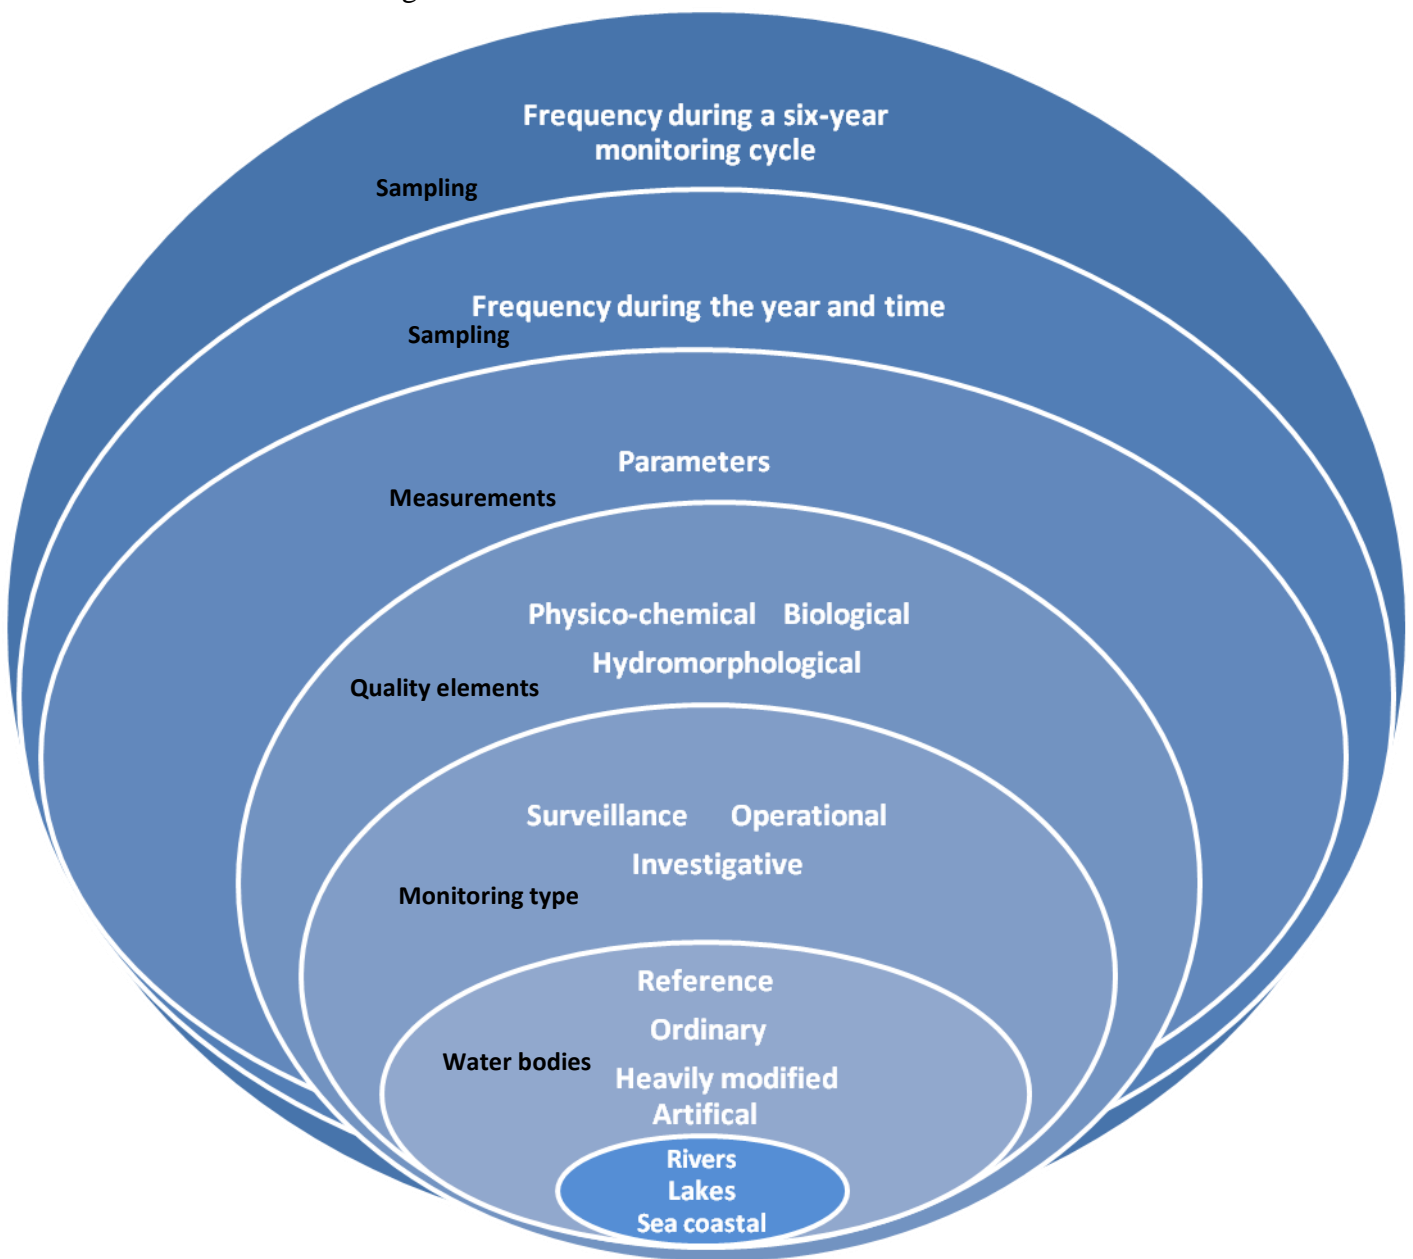 Frequency during a six-year
monitoring cycle
Sampling
Frequency during the year and time
Sampling
Parameters
Measurements
Physico-chemical Biological
Hydromorphological
Quality elements
Surveillance Operational
Investigative
Monitoring type
Reference
Ordinary
Water bodies
Heavily modified
Artifical
Rivers
Lakes
Sea coastal